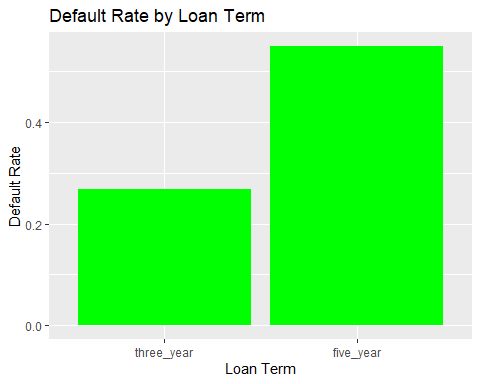 Default Rate by Loan Term
Default Rate
0.4
0.2
0.0
three_year five_year
Loan Term